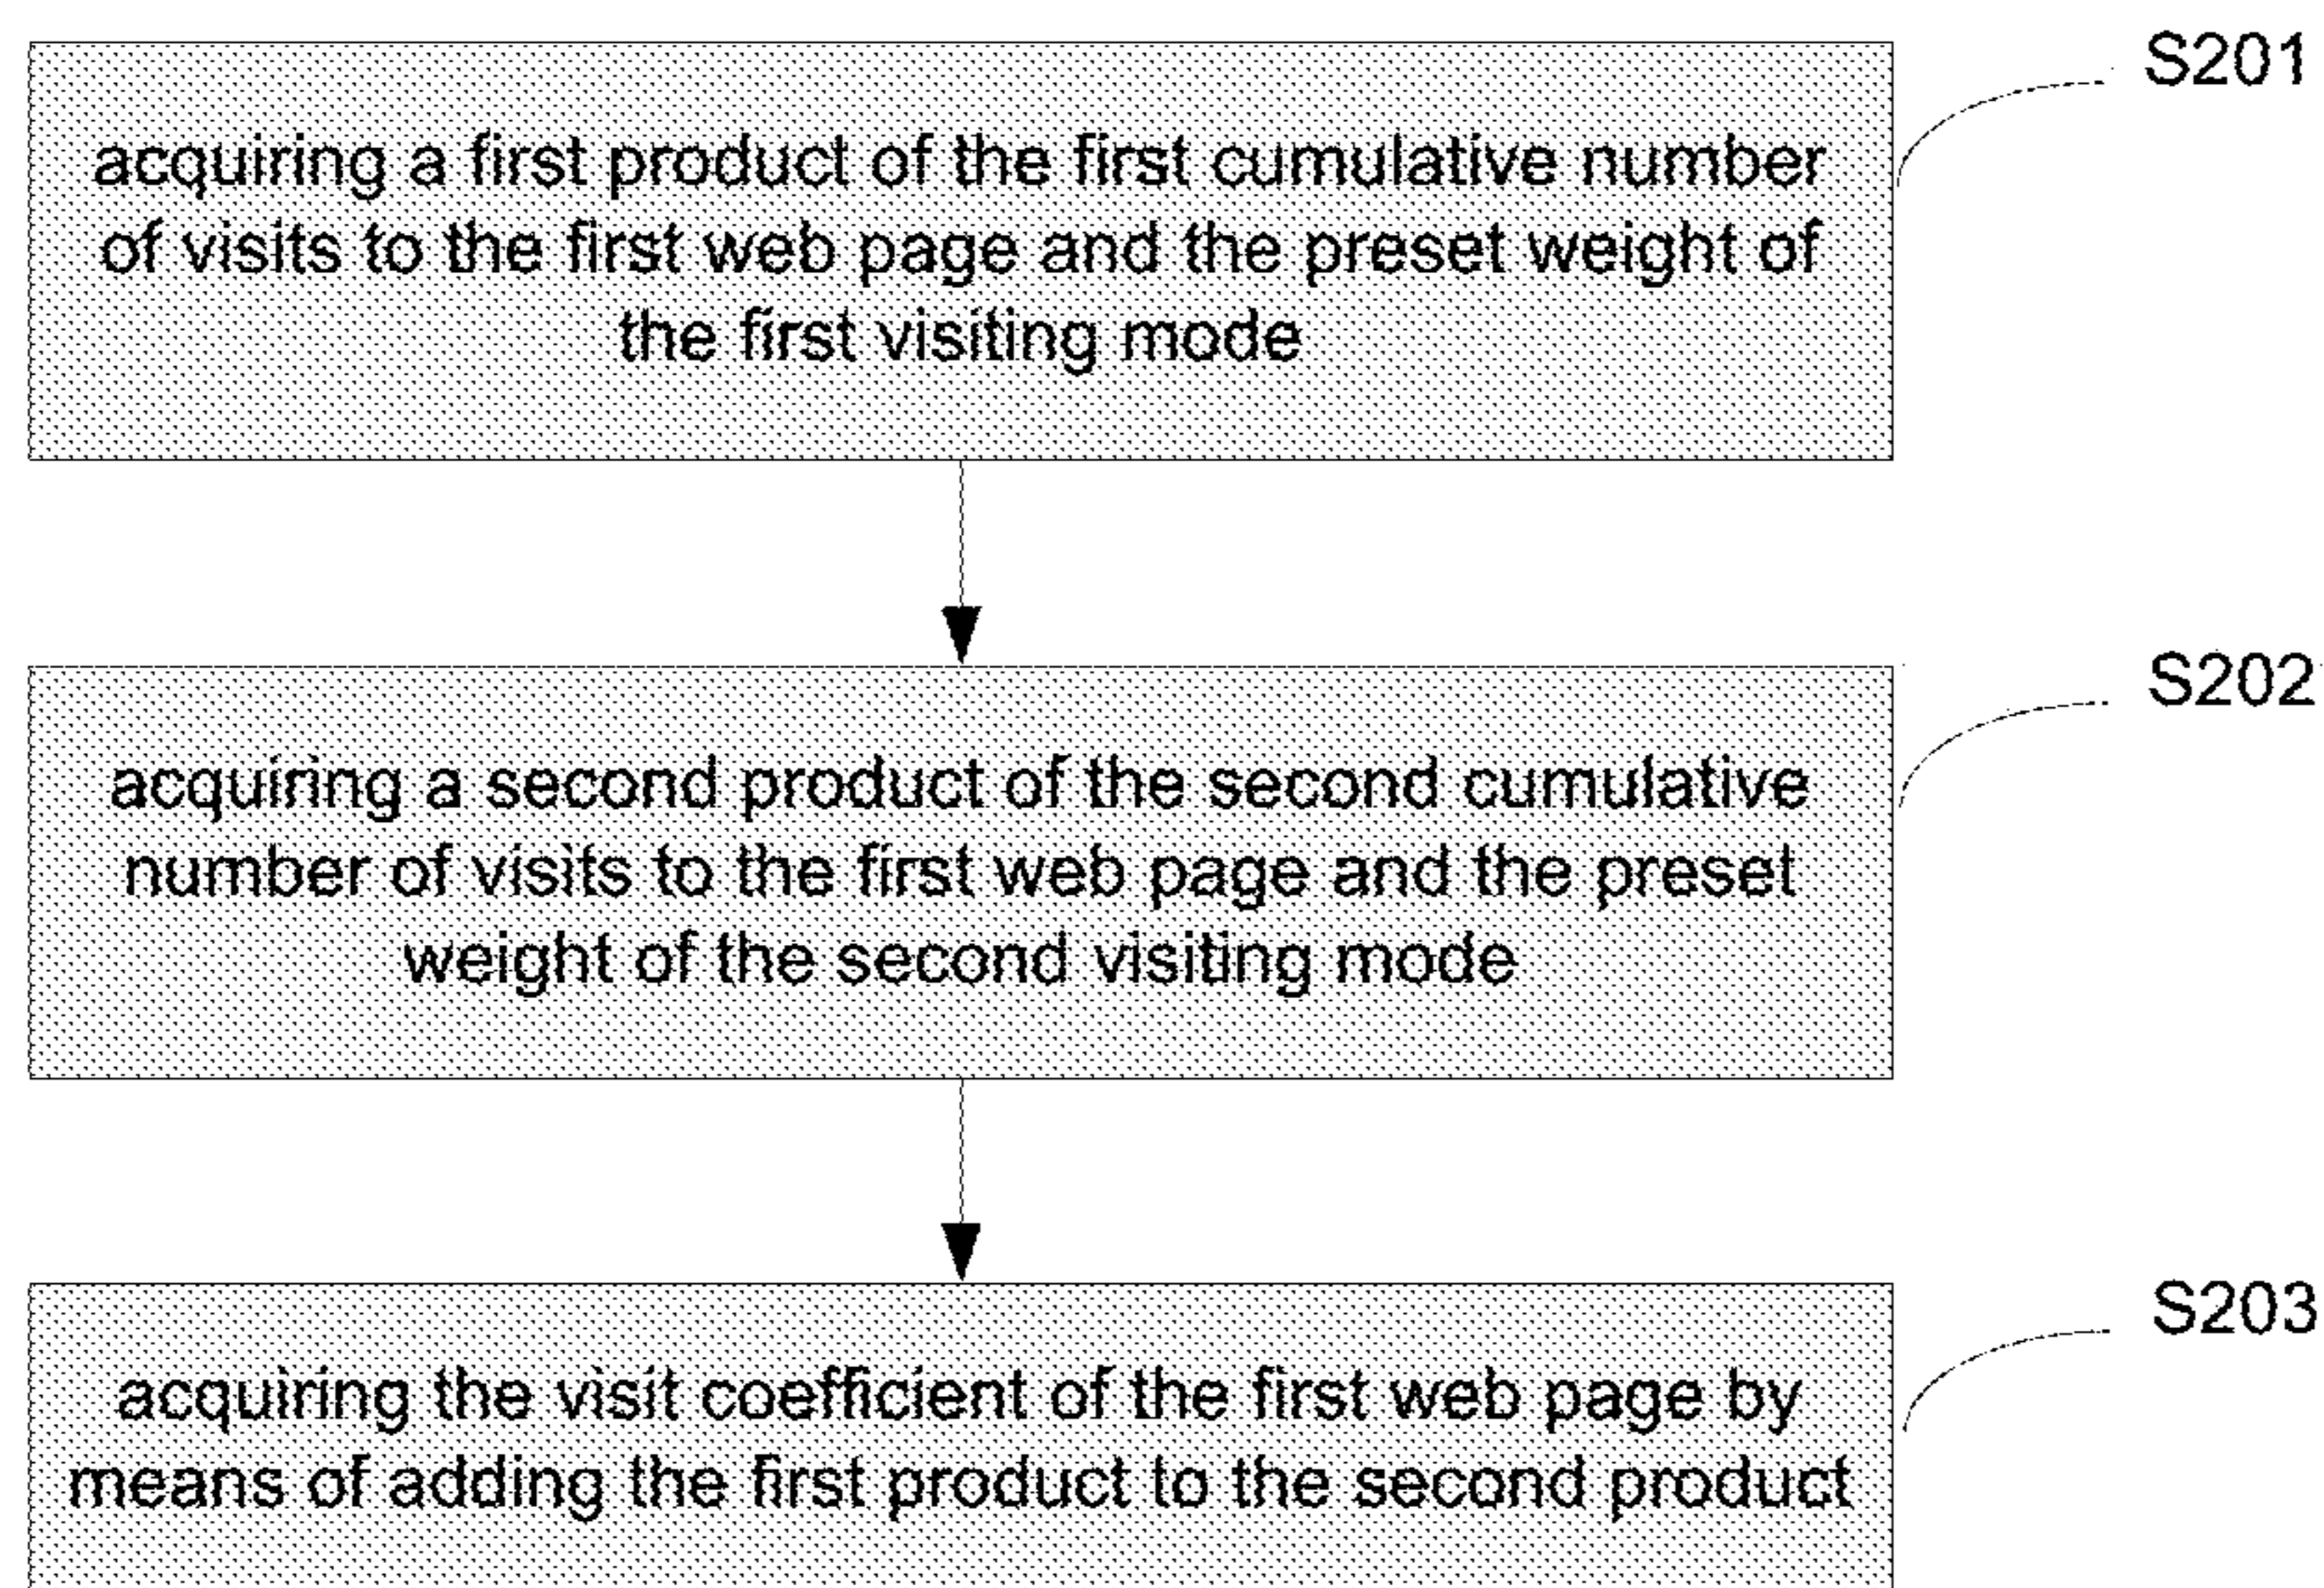 S201
acquiring a first product of the first cumulative number
of visits to the first web page and the preset weight of
the first visiting mode
S202
acquiring a second product of the second cumulative
number of visits to the first web page and the preset
weight of the second visiting mode
S203
acquiring the visit coefficient of the first web page by
means of adding the first product to the second product